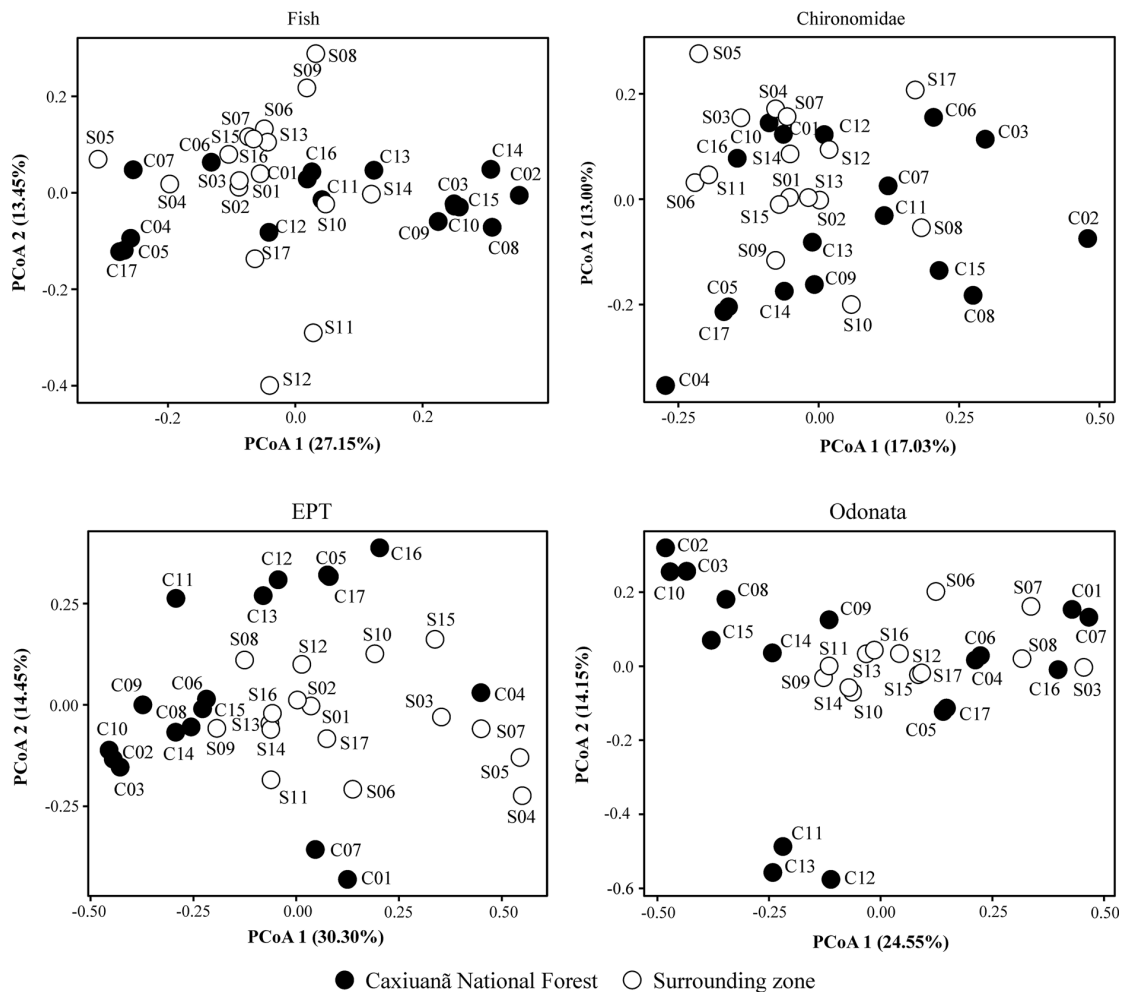 Fish
Chironomidae
S08
S09
S06
S07
S15
S13
S05
C06
S16
C07
S04
S03
S02
S01
C01
C16
C13
C14
C02
C03
C15
C11
S14
S10
C09
C10
C08
C12
S17
C04
C05
C17
S11
S12
0.2
0.0
-0.2
-0.4
-0.2
0.0
0.2
PCoA 2 (13.45%)
PCoA 1 (27.15%)
S05
S17
S04
S07
S03
C06
C10
C01
C12
C03
C16
S14
S12
S11
S06
S01
S13
C07
S15
S02
C11
S08
C02
C13
S09
C15
C09
C05
C14
C08
S10
C17
C04
0.2
0.0
-0.2
-0.25
0.00
0.25
0.50
PCoA 2 (13.00%)
PCoA 1 (17.03%)
EPT
Odonata
C16
C05
C12
C17
C13
C11
S15
S10
S12
S08
C06
C09
S16
S02
S03
C04
C08
C15
S13
S01
C10
S09
S14
S17
S07
C02
C14
C03
S11
S06
S05
S04
C07
C01
0.25
0.00
-0.25
-0.50
-0.25
0.00
0.25
0.50
PCoA 2 (14.45%)
PCoA 1 (30.30%)
C02
C03
C10
C08
S06
S07
C01
C09
C15
C14
S11
S16
S13
S12
C06
S08
C07
S09
S15
S17
C04
C16
S03
S14
S10
C05
C17
C11
C13
C12
0.2
0.0
-0.2
-0.4
-0.6
-0.50
-0.25
0.00
0.25
0.50
PCoA 2 (14.15%)
PCoA 1 (24.55%)
Caxiuanã National Forest
Surrounding zone